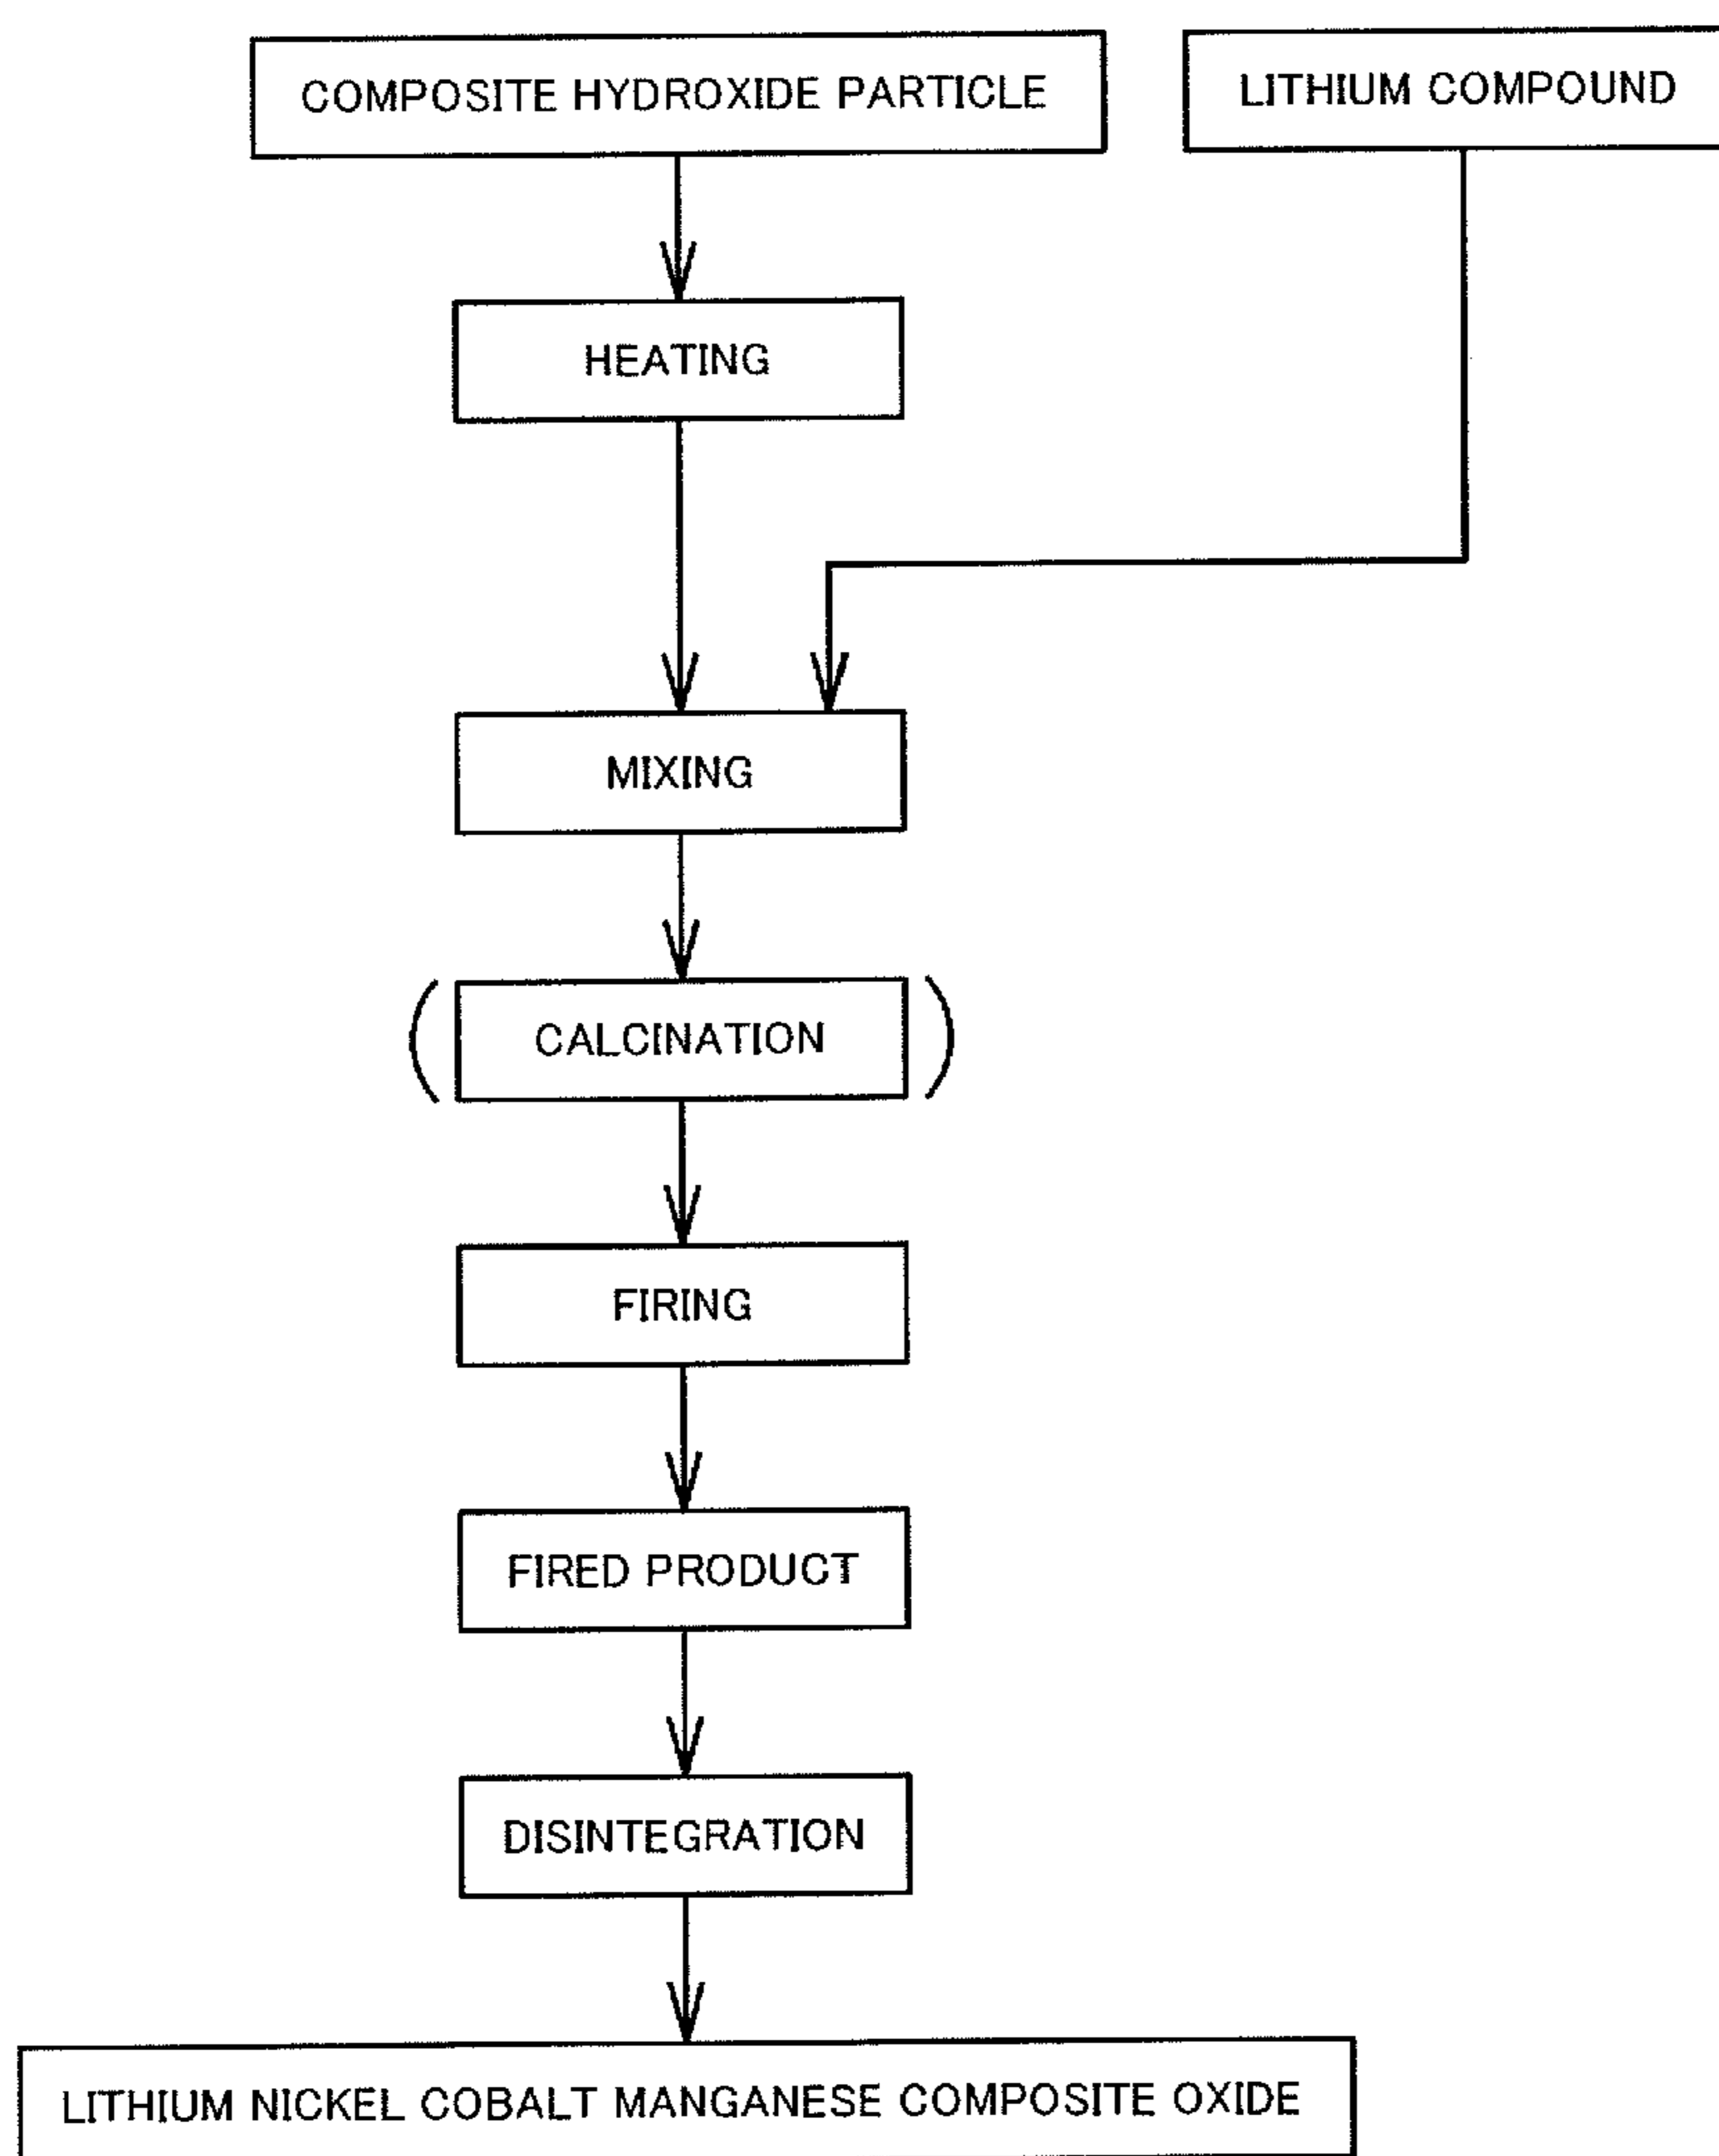 COMPOSITE HYDROXIDE PARTICLE
LITHIUM COMPOUND
HEATING
MIXING
( CALCINATION )
FIRING
FIRED PRODUCT
DISINTEGRATION
LITHIUM NICKEL COBALT MANGANESE COMPOSITE OXIDE